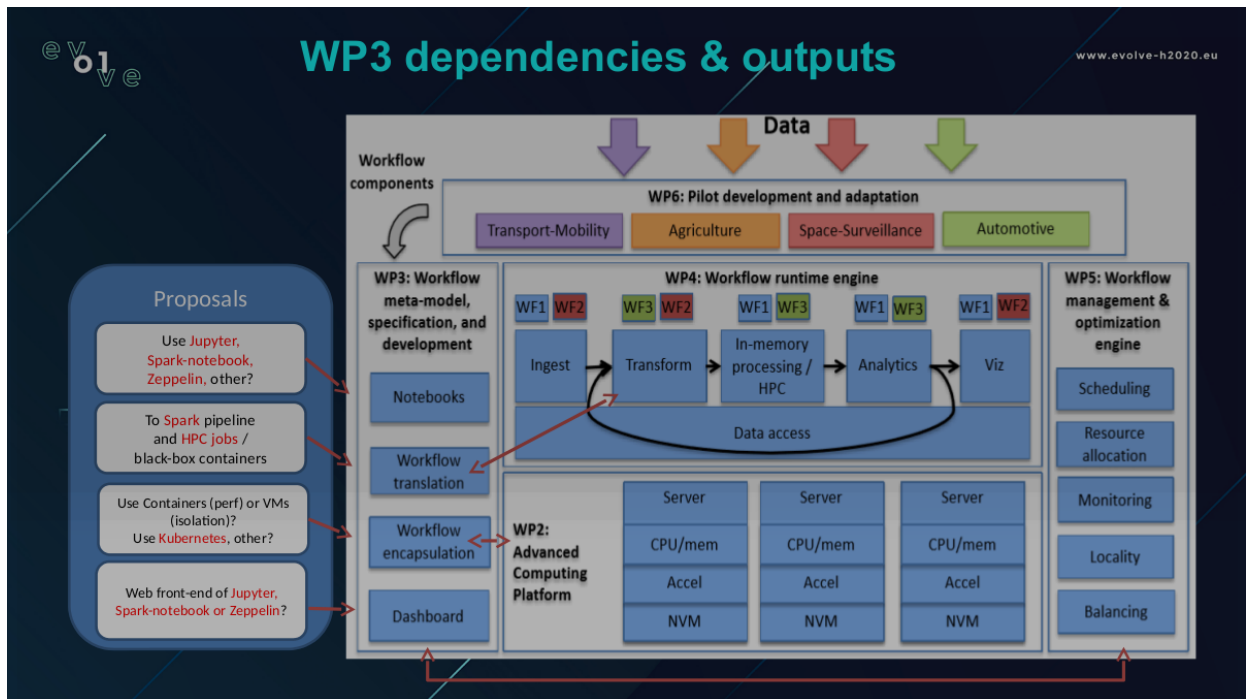 evolve
WP3 dependencies & outputs
www.evolve-h2020.eu
Data
Workflow
components
WP6: Pilot development and adaptation
Transport-Mobility
Agriculture
Space-Surveillance
Automotive
Proposals
Use Jupyter,
Spark-notebook,
Zeppelin, other?
To Spark pipeline
and HPC jobs /
black-box containers
Use Containers (perf) or VMs
(isolation)?
Use Kubernetes, other?
Web front-end of Jupyter,
Spark-notebook or Zeppelin?
WP3: Workflow
meta-model,
specification, and
development
Notebooks
Workflow
translation
Workflow
encapsulation
Dashboard
WP4: Workflow runtime engine
WF1 WF2
WF3 WF2
WF1 WF3
WF1 WF3
WF1 WF2
Ingest
Transform
In-memory
processing /
HPC
Analytics
Viz
Data access
WP2:
Advanced
Computing
Platform
Server
CPU/mem
Accel
NVM
Server
CPU/mem
Accel
NVM
Server
CPU/mem
Accel
NVM
WP5: Workflow
management &
optimization
engine
Scheduling
Resource
allocation
Monitoring
Locality
Balancing